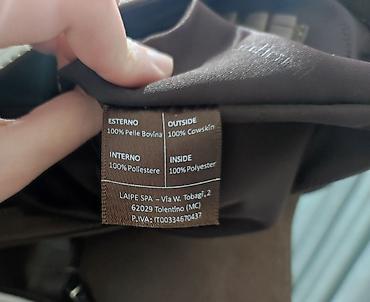 ESTERNO
100% Pelle Bovina
OUTSIDE
100% Cowskin
INTERNO
100% Poliestere
INSIDE
100% Polyester
LAIPE SPA – Via W. Tobagi, 2
62029 Tolentino (MC)
P.IVA: IT00334670437